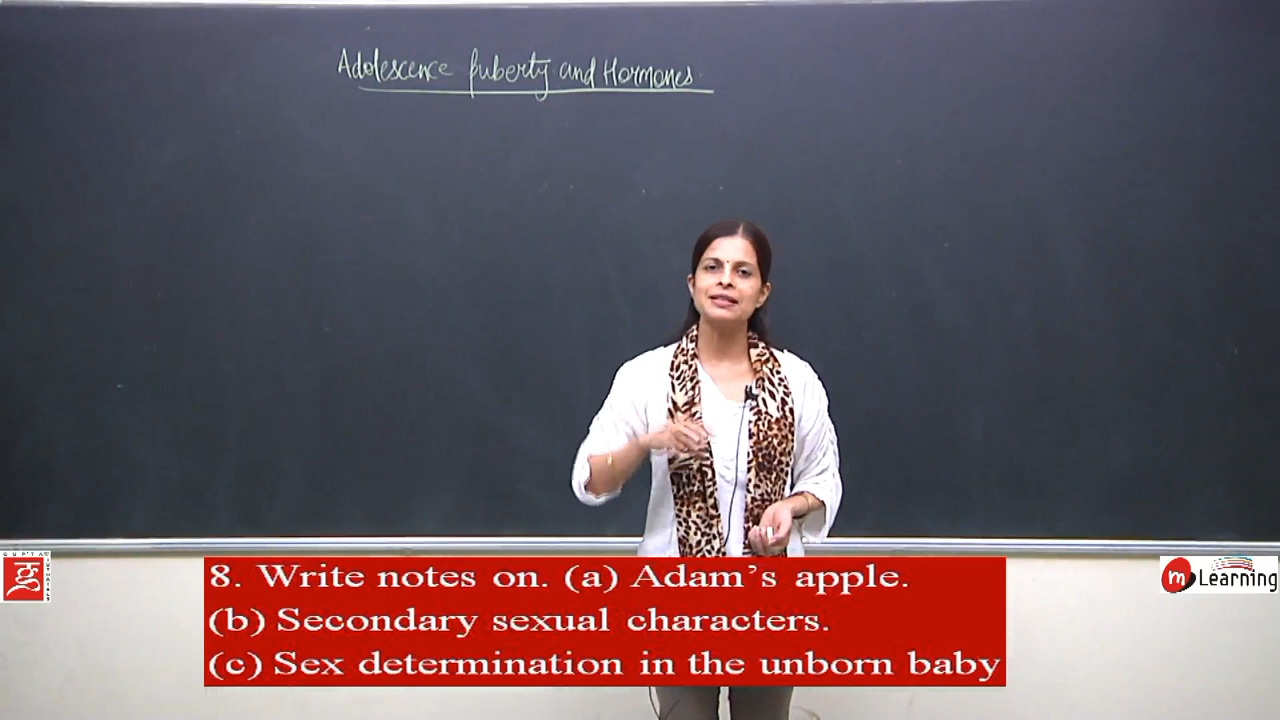 Adolescence puberty and Hormones.
8. Write notes on. (a) Adam's apple.
(b) Secondary sexual characters.
(c) Sex determination in the unborn baby
GUPTA
ग
m Learning